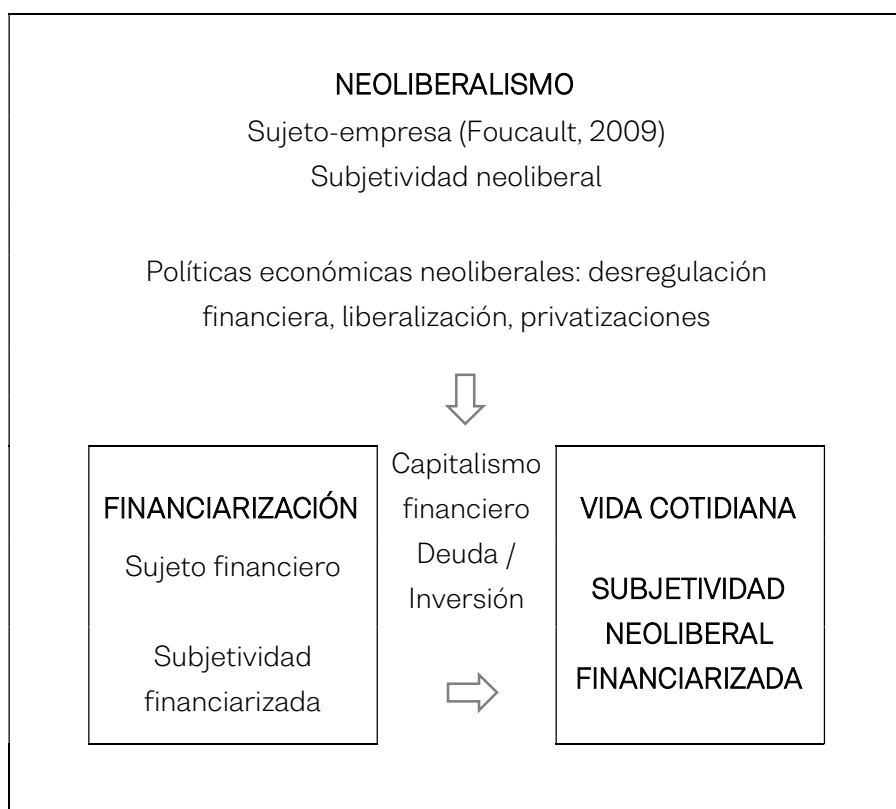 NEOLIBERALISMO
Sujeto-empresa (Foucault, 2009)
Subjetividad neoliberal
Políticas económicas neoliberales: desregulación
financiera, liberalización, privatizaciones
FINANCIARIZACIÓN
Sujeto financiero
Subjetividad
financiarizada
Capitalismo
financiero
Deuda /
Inversión
VIDA COTIDIANA
SUBJETIVIDAD
NEOLIBERAL
FINANCIARIZADA